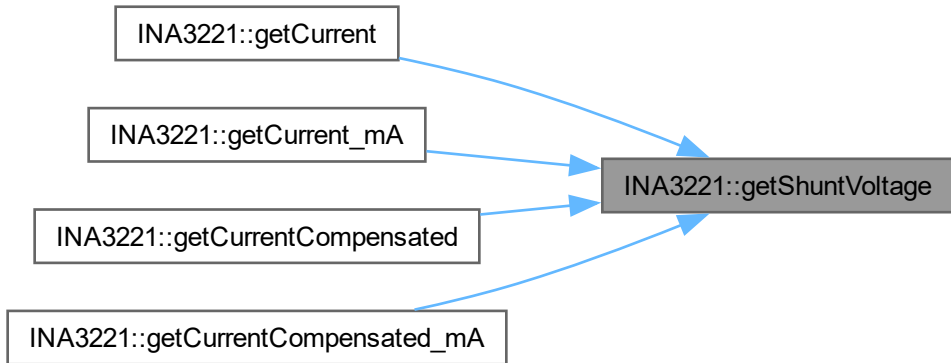 INA3221::getCurrent
INA3221::getCurrent_mA
INA3221::getShuntVoltage
INA3221::getCurrentCompensated
INA3221::getCurrentCompensated_mA